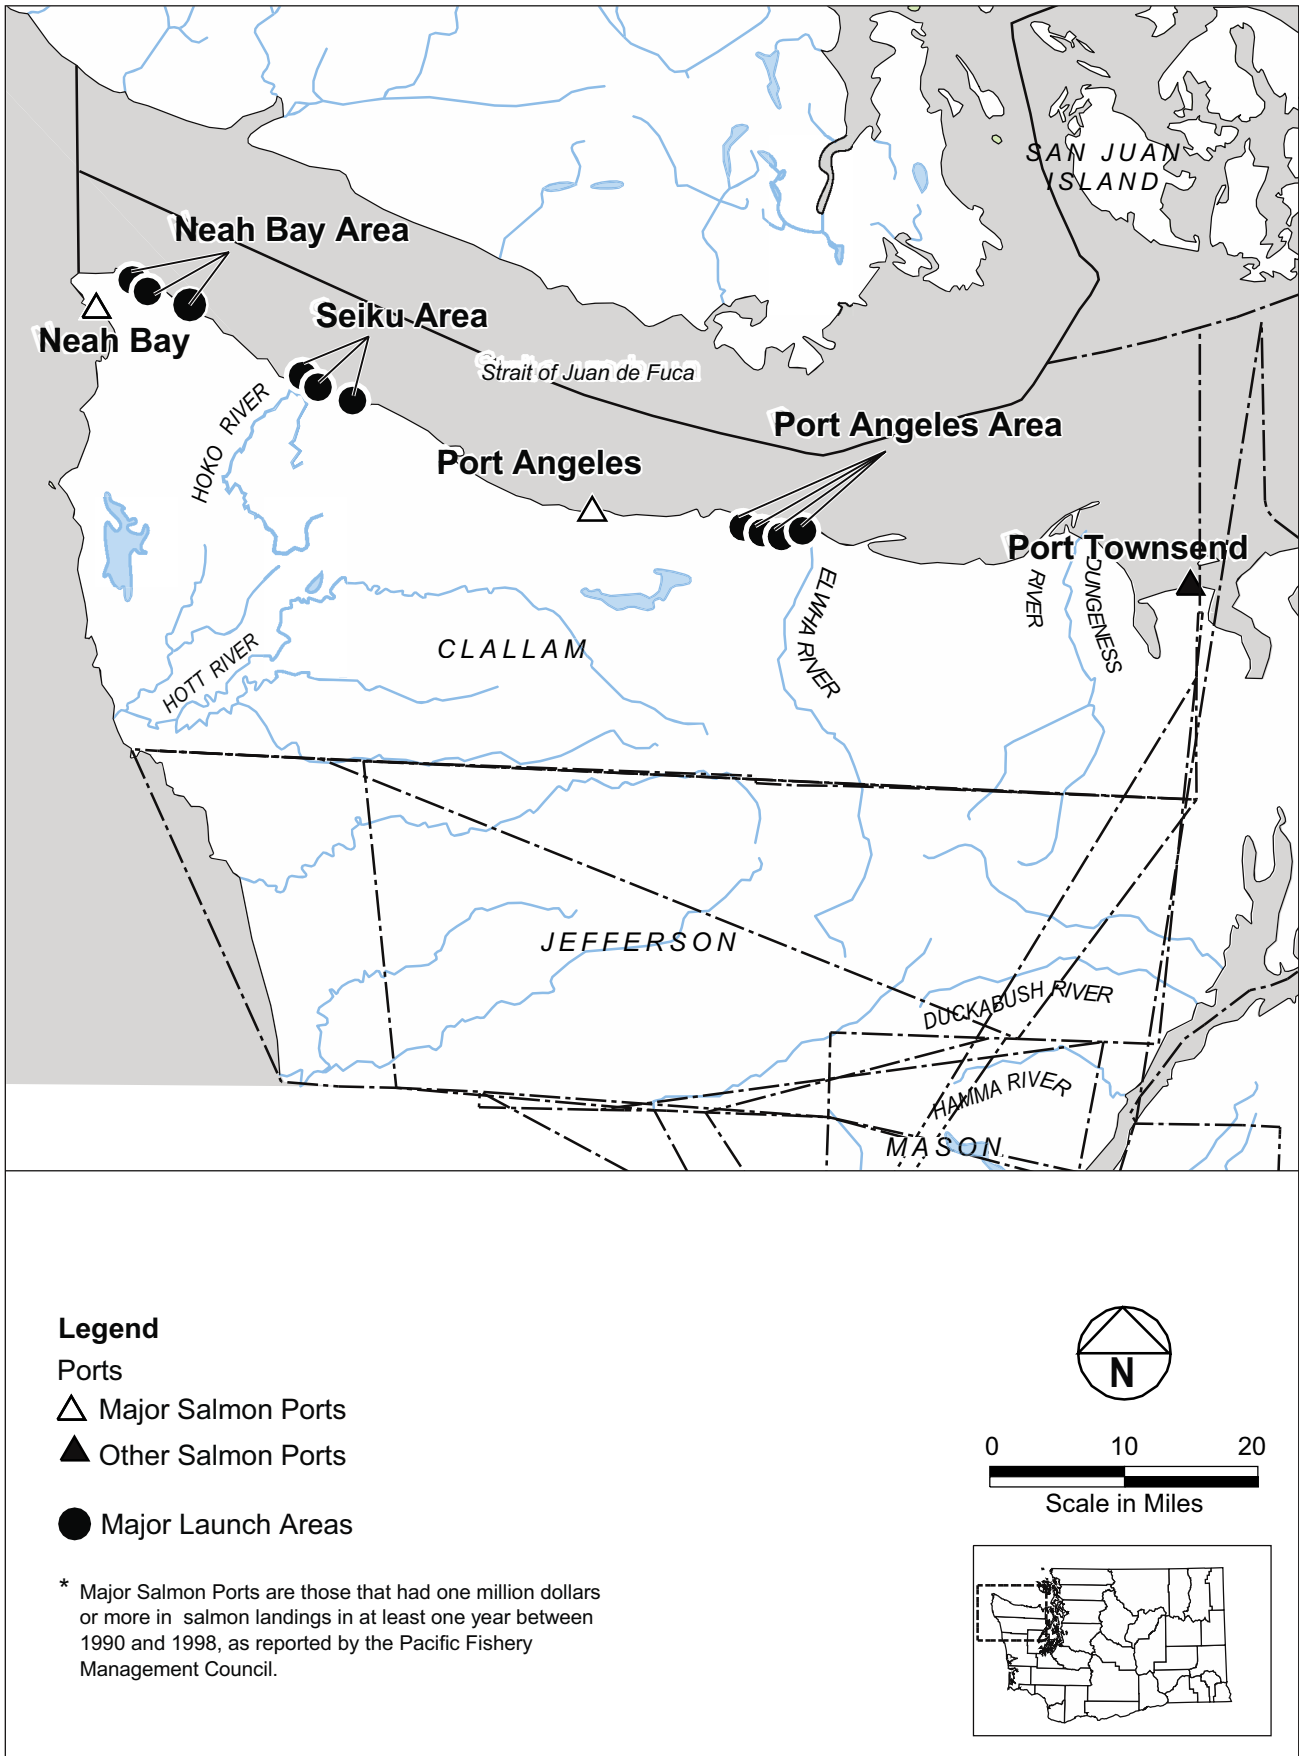 SAN JUAN
ISLAND
Neah Bay Area
Seiku Area
Neah Bay
Strait of Juan de Fuca
HOKO RIVER
Port Angeles Area
Port Angeles
Port Townsend
ELWHA RIVER
RIVER
DUNGENESS
CLALLAM
HOTT RIVER
JEFFERSON
DUCKABUSH RIVER
HAMMA RIVER
MASON
Legend
Ports
Major Salmon Ports
Other Salmon Ports
Major Launch Areas
* Major Salmon Ports are those that had one million dollars
or more in salmon landings in at least one year between
1990 and 1998, as reported by the Pacific Fishery
Management Council.
N
0 10 20
Scale in Miles